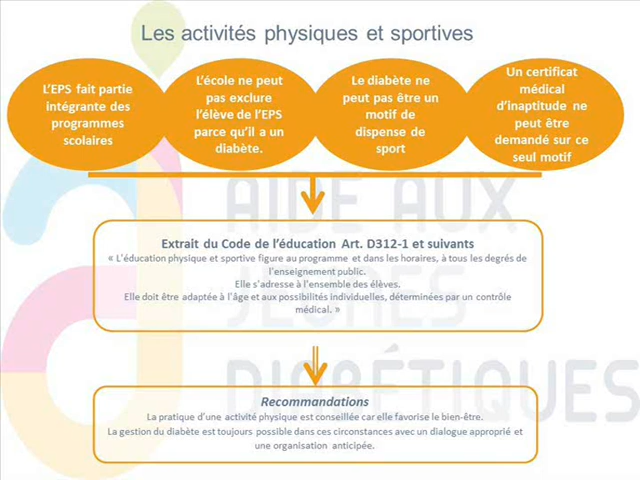 Les activités physiques et sportives
L'EPS fait partie
intégrante des
programmes
scolaires
L'école ne peut
pas exclure
l'élève de l'EPS
parce qu'il a un
diabète.
Le diabète ne
peut pas être un
motif de
dispense de
sport
Un certificat
médical
d'inaptitude ne
peut être
demandé sur ce
seul motif
AIDE AUX
JEUNES
DIABÉTIQUES
Extrait du Code de l'éducation Art. D312-1 et suivants
« L'éducation physique et sportive figure au programme et dans les horaires, à tous les degrés de
l'enseignement public.
Elle s'adresse à l'ensemble des élèves.
Elle doit être adaptée à l'âge et aux possibilités individuelles, déterminées par un contrôle
médical. »
Recommandations
La pratique d'une activité physique est conseillée car elle favorise le bien-être.
La gestion du diabète est toujours possible dans ces circonstances avec un dialogue approprié et
une organisation anticipée.